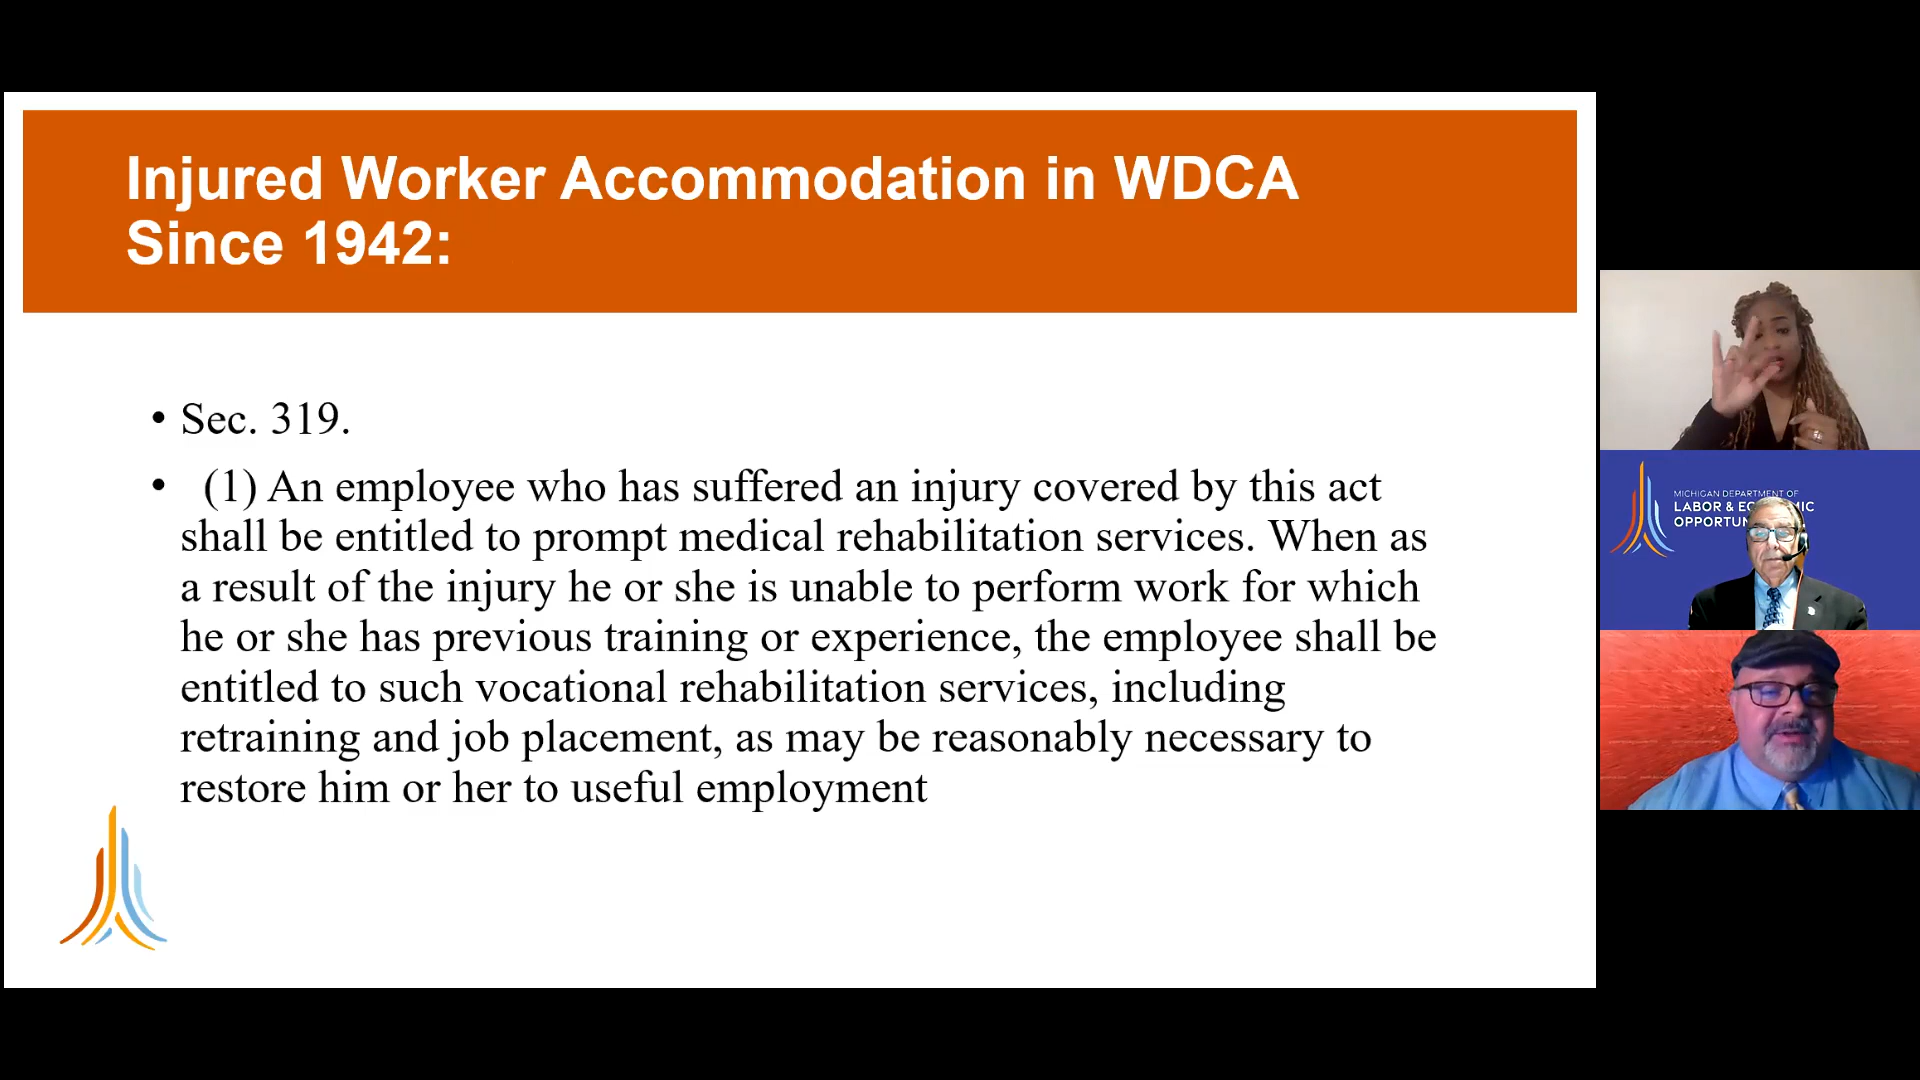 Injured Worker Accommodation in WDCA
Since 1942:
• Sec. 319.
• (1) An employee who has suffered an injury covered by this act
shall be entitled to prompt medical rehabilitation services. When as
a result of the injury he or she is unable to perform work for which
he or she has previous training or experience, the employee shall be
entitled to such vocational rehabilitation services, including
retraining and job placement, as may be reasonably necessary to
restore him or her to useful employment
MICHIGAN DEPARTMENT OF
LABOR &